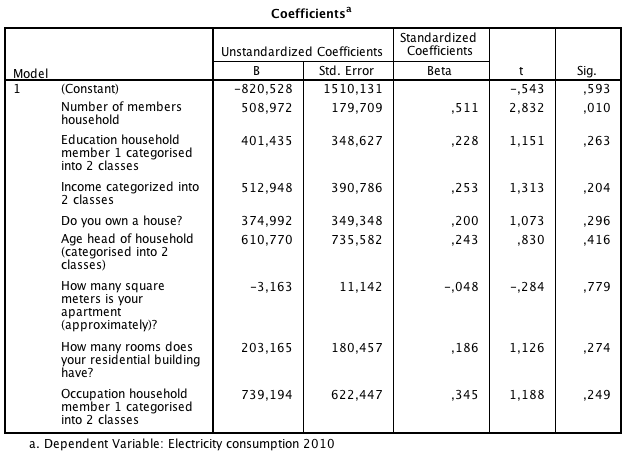 Coefficientsa
Unstandardized Coefficients Standardized Coefficients
Model B Std. Error Beta t Sig.
1 (Constant) -820,528 1510,131 -,543 ,593
Number of members household 508,972 179,709 ,511 2,832 ,010
Education household member 1 categorised into 2 classes 401,435 348,627 ,228 1,151 ,263
Income categorized into 2 classes 512,948 390,786 ,253 1,313 ,204
Do you own a house? 374,992 349,348 ,200 1,073 ,296
Age head of household (categorised into 2 classes) 610,770 735,582 ,243 ,830 ,416
How many square meters is your apartment (approximately)? -3,163 11,142 -,048 -,284 ,779
How many rooms does your residential building have? 203,165 180,457 ,186 1,126 ,274
Occupation household member 1 categorised into 2 classes 739,194 622,447 ,345 1,188 ,249
a. Dependent Variable: Electricity consumption 2010